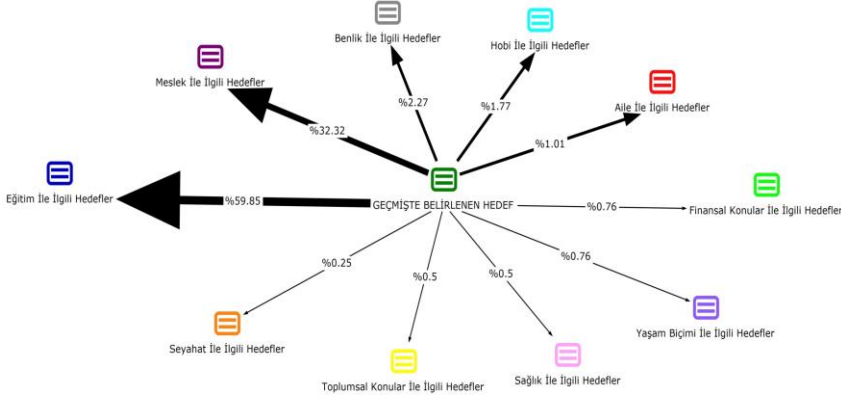 Benlik İle İlgili Hedefler
Hobi İle İlgili Hedefler
Meslek İle İlgili Hedefler
Aile İle İlgili Hedefler
%2.27
%1.77
%32.32
%1.01
Eğitim İle İlgili Hedefler
%59.85
GEÇMİŞTE BELİRLENEN HEDEF
%0.76
Finansal Konular İle İlgili Hedefler
%0.25
%0.5
%0.5
%0.76
Yaşam Biçimi İle İlgili Hedefler
Seyahat İle İlgili Hedefler
Toplumsal Konular İle İlgili Hedefler
Sağlık İle İlgili Hedefler